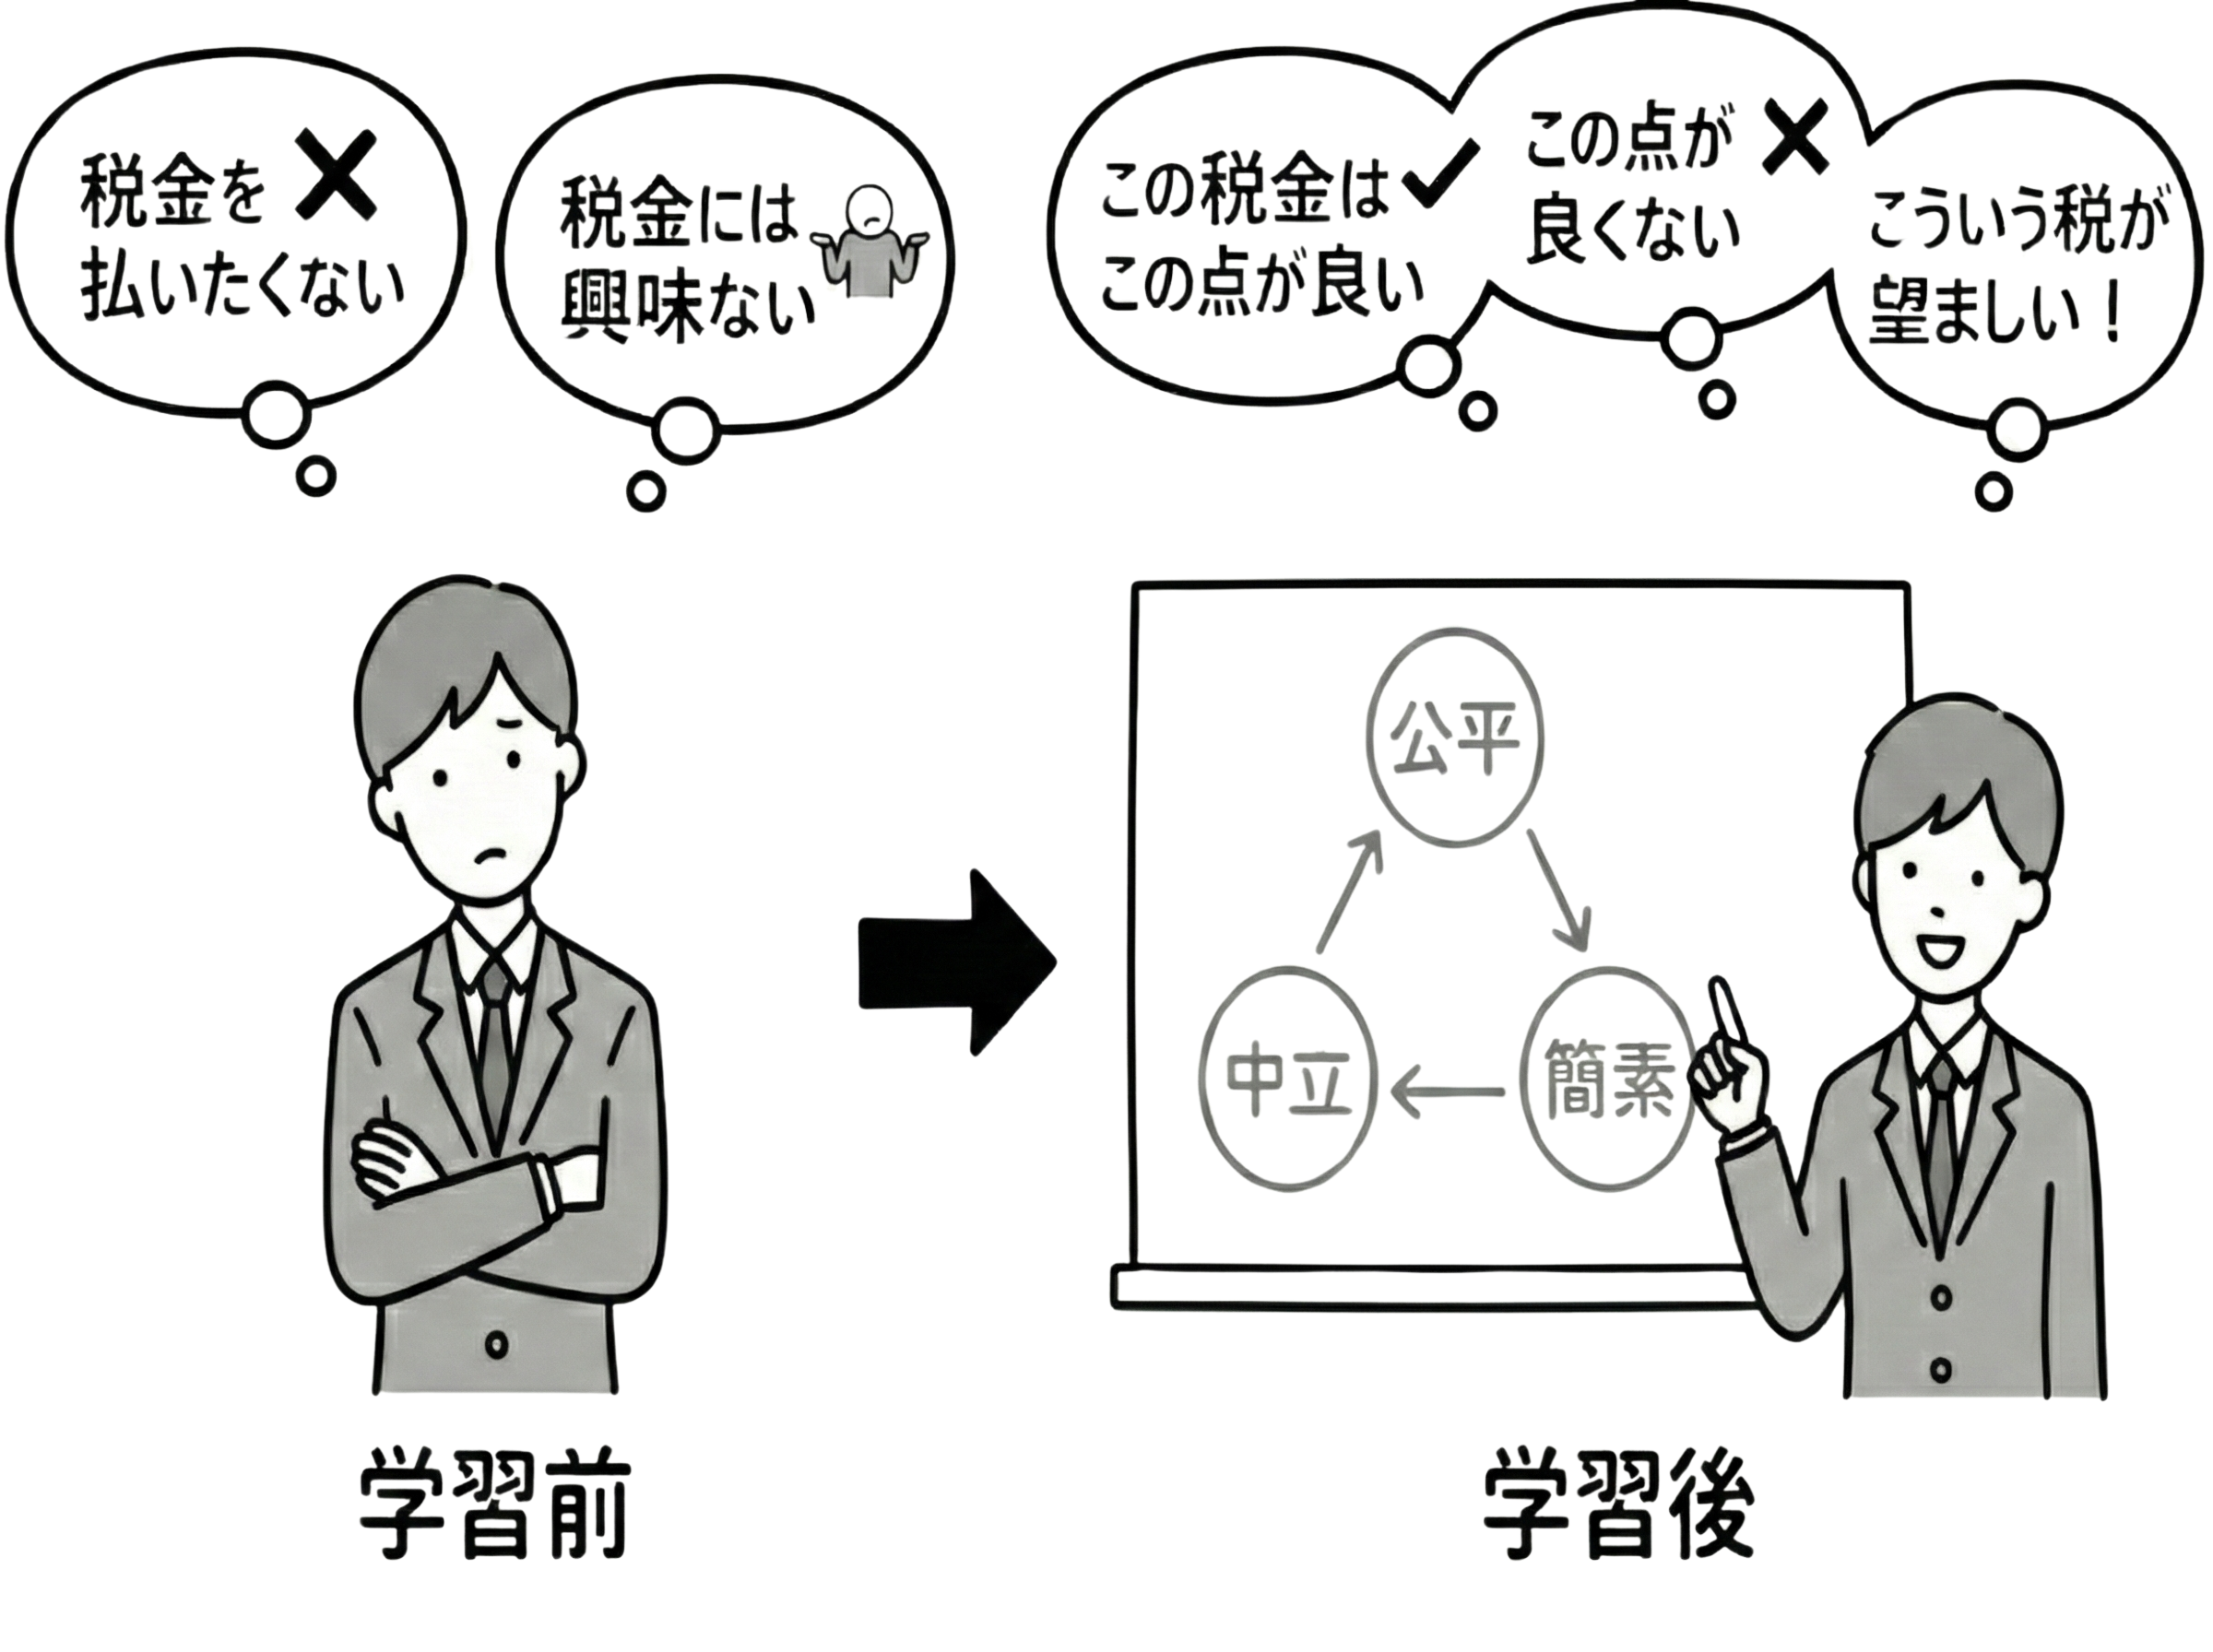 税金を
払いたくない
税金には
興味ない
この税金は
この点が良い
この点が
良くない
こういう税が
望ましい！
公平
中立
簡素
学習前
学習後